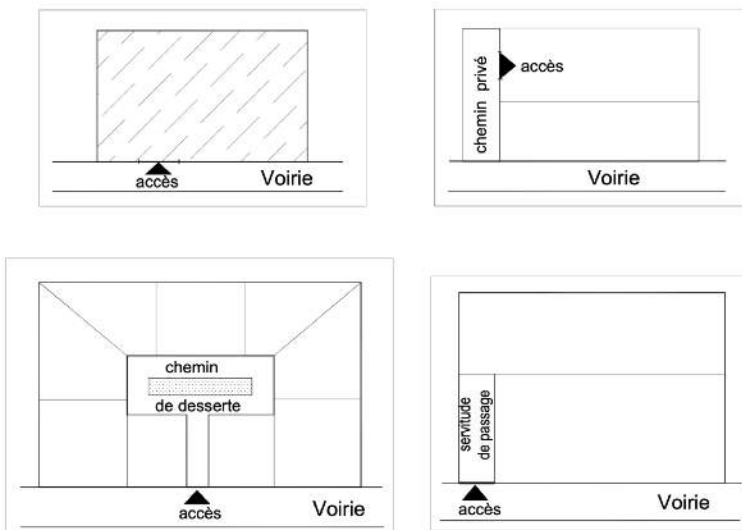 accès
Voirie
chemin privé
accès
Voirie
chemin
de desserte
accès
Voirie
servitude
de passage
accès
Voirie